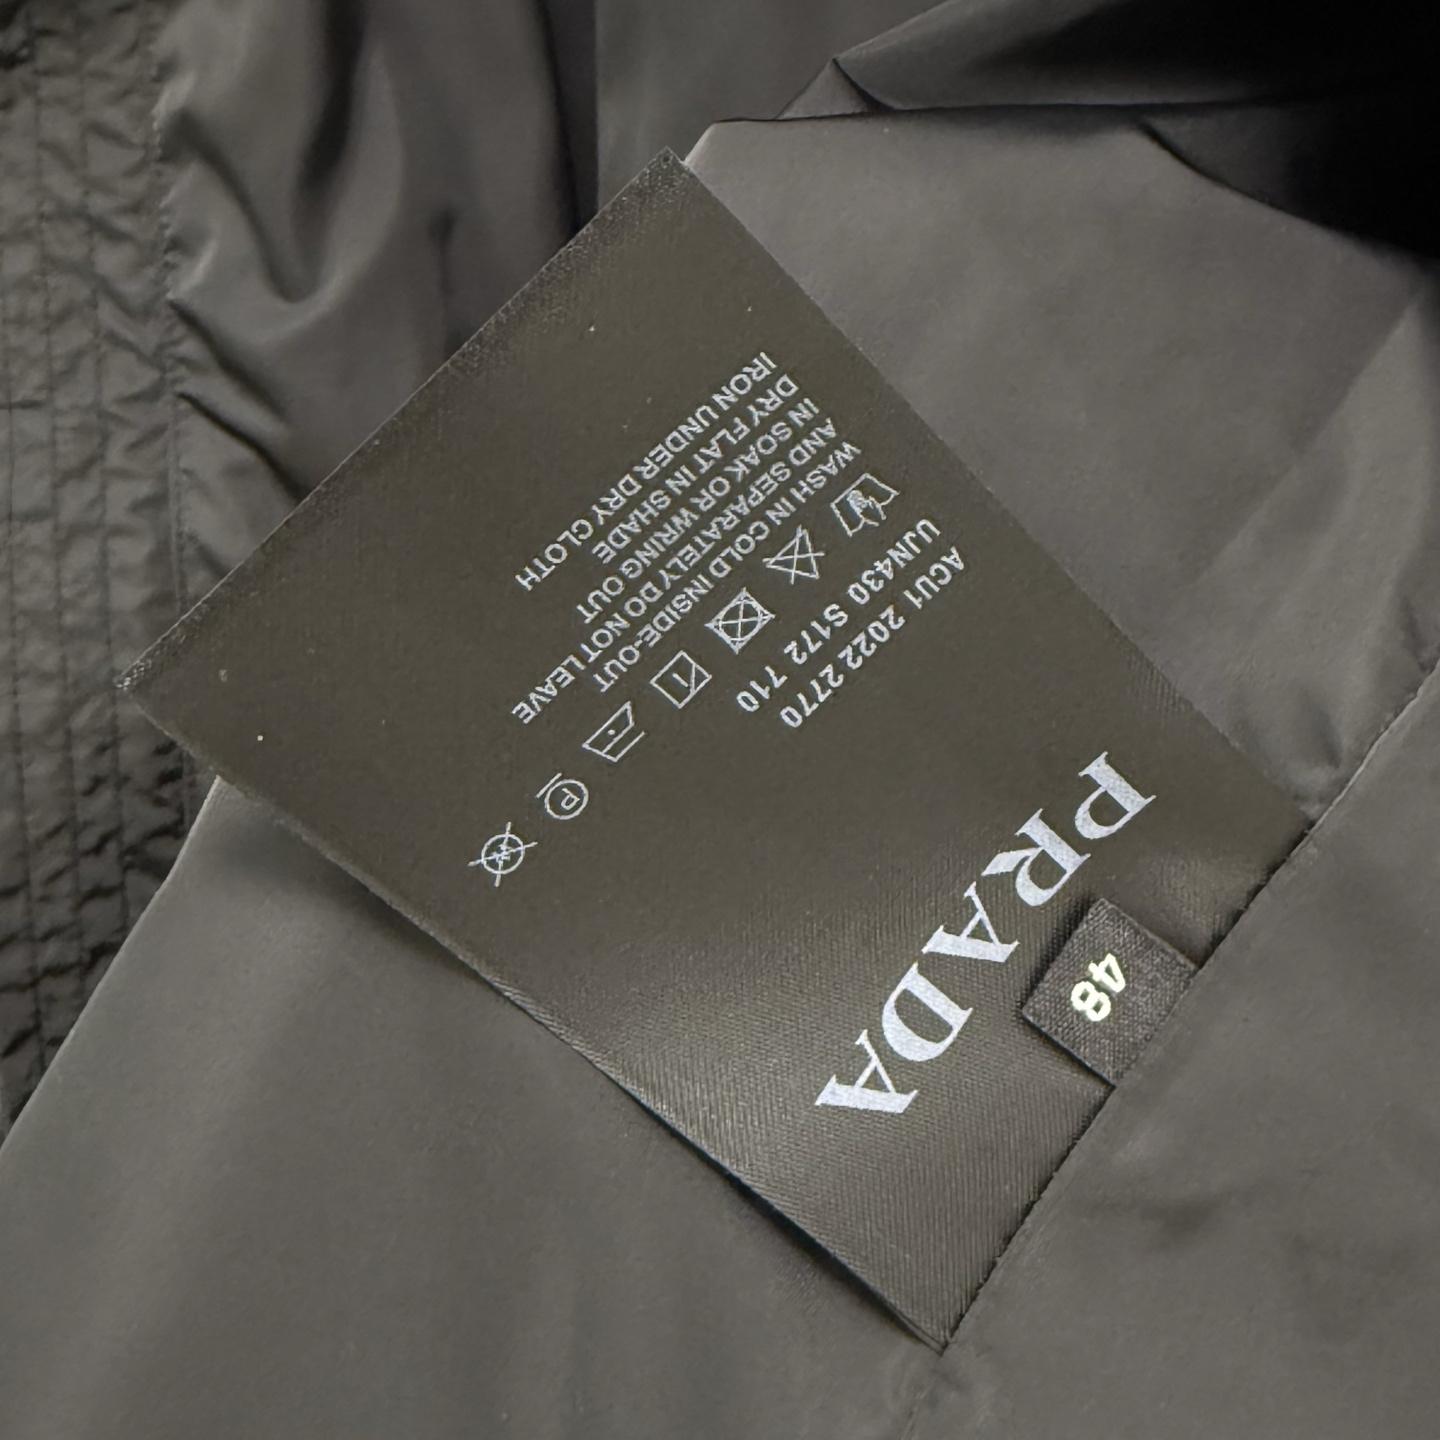 PRADA
48
ACU1 2022 2770
UJN430 S172 710
WASH IN COLD INSIDE-OUT
AND SEPARATELY DO NOT LEAVE
IN SOAK OR WRING OUT
DRY FLAT IN SHADE
IRON UNDER DRY CLOTH